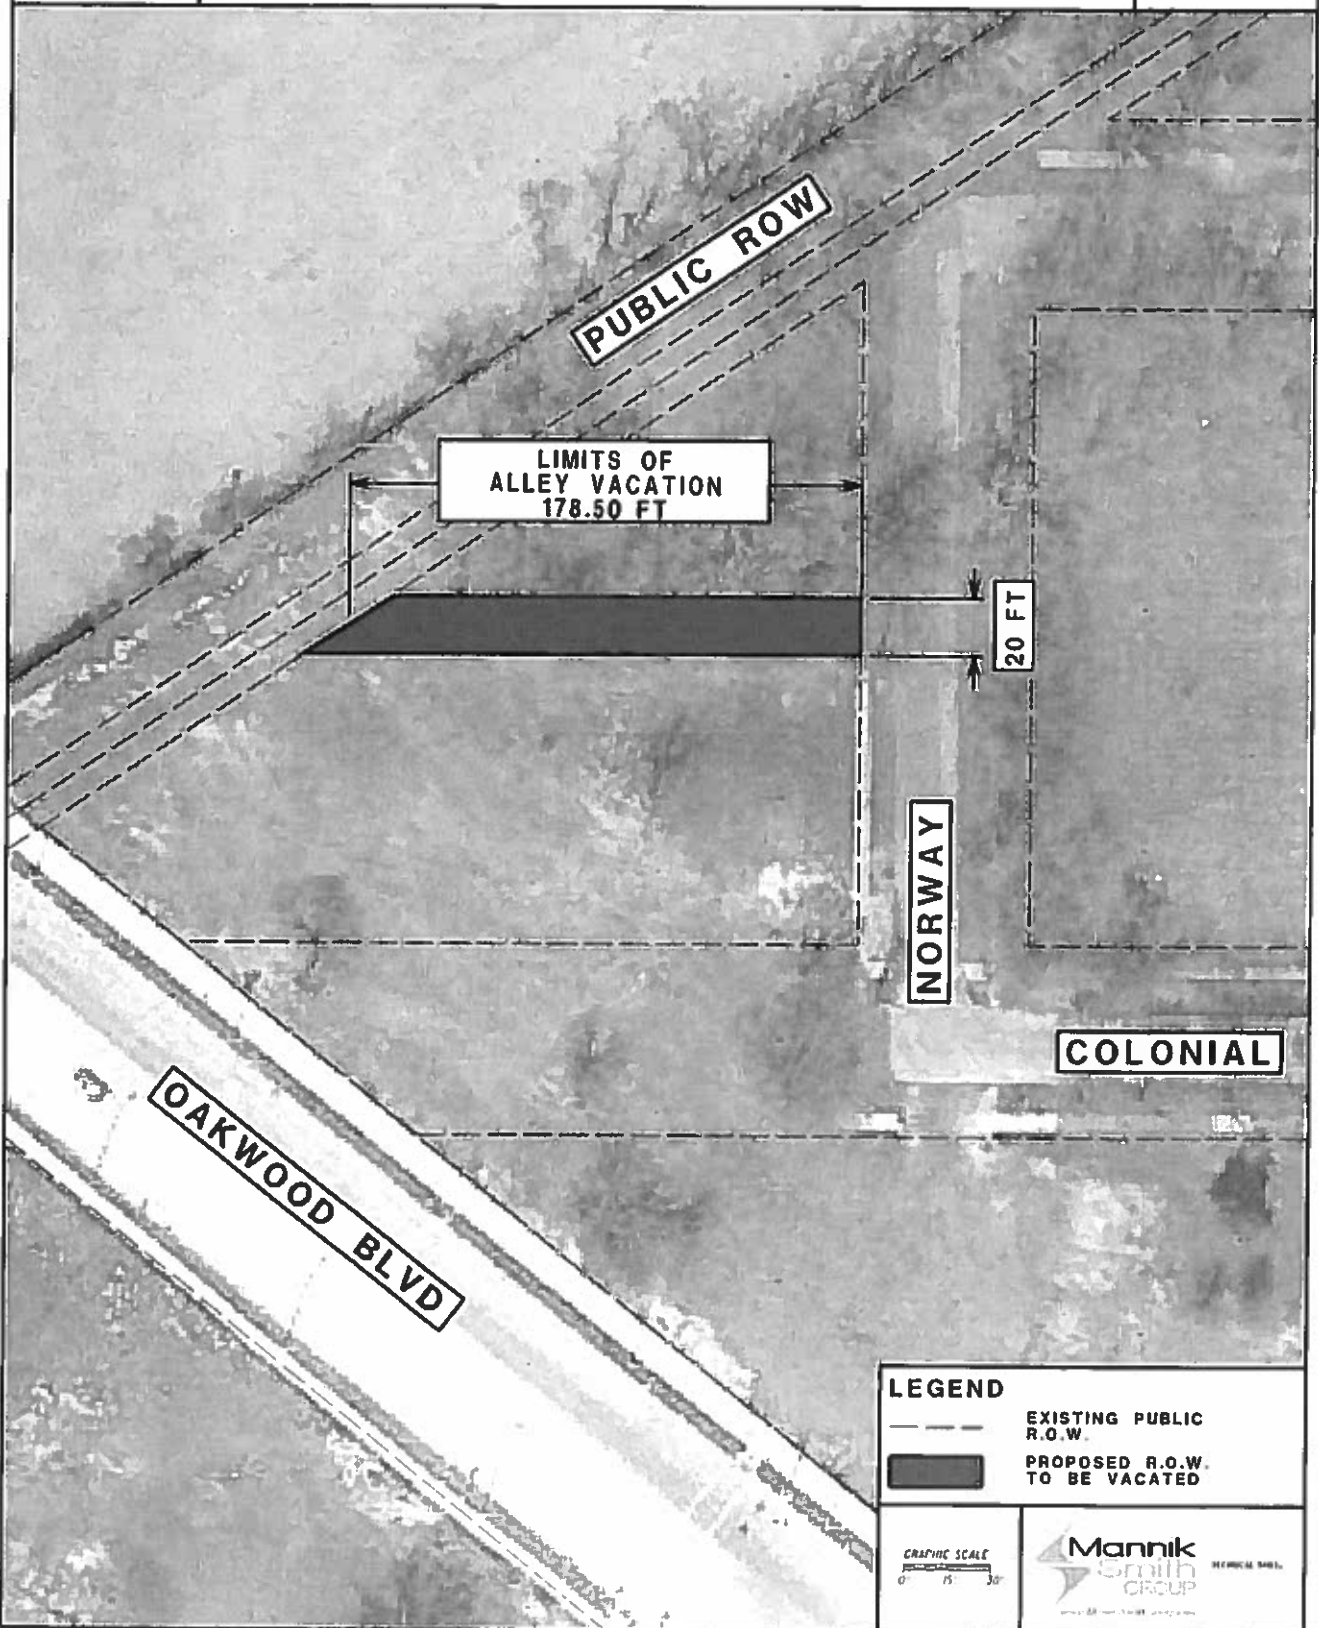 PUBLIC ROW
LIMITS OF
ALLEY VACATION
178.50 FT
20 FT
NORWAY
COLONIAL
OAKWOOD BLVD
LEGEND
EXISTING PUBLIC
R.O.W.
PROPOSED R.O.W.
TO BE VACATED
GRAPHIC SCALE
0' 15' 30'
Mannik
Smith
GROUP